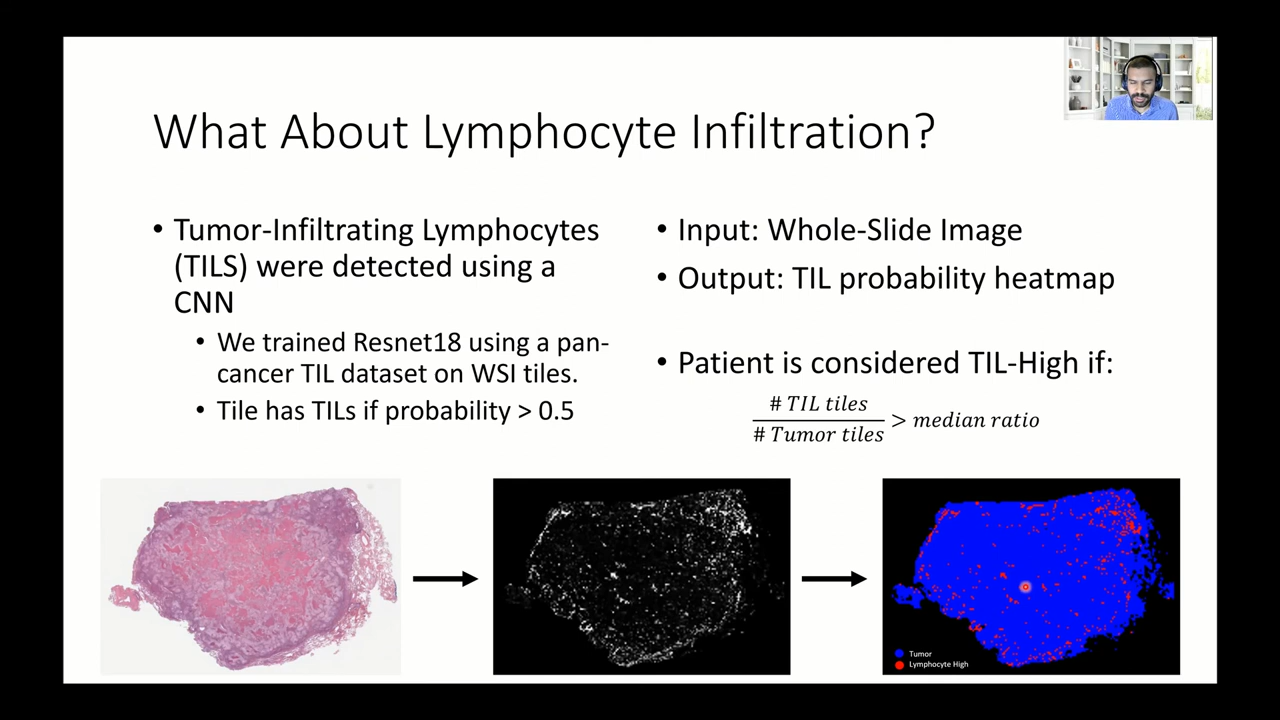 What About Lymphocyte Infiltration?
• Tumor-Infiltrating Lymphocytes
(TILS) were detected using a
CNN
• We trained Resnet18 using a pan-
cancer TIL dataset on WSI tiles.
• Tile has TILs if probability > 0.5
• Input: Whole-Slide Image
• Output: TIL probability heatmap
• Patient is considered TIL-High if:
# TIL tiles
# Tumor tiles > median ratio
Tumor
Lymphocyte High